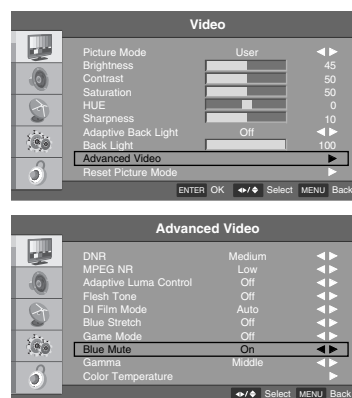 Video
Picture Mode User
Brightness 45
Contrast 50
Saturation 50
HUE 0
Sharpness 10
Adaptive Back Light Off
Back Light 100
Advanced Video
Reset Picture Mode
ENTER OK Select MENU Back
Advanced Video
DNR Medium
MPEG NR Low
Adaptive Luma Control Off
Flesh Tone Off
DI Film Mode Auto
Blue Stretch Off
Game Mode Off
Blue Mute On
Gamma Middle
Color Temperature
Select MENU Back